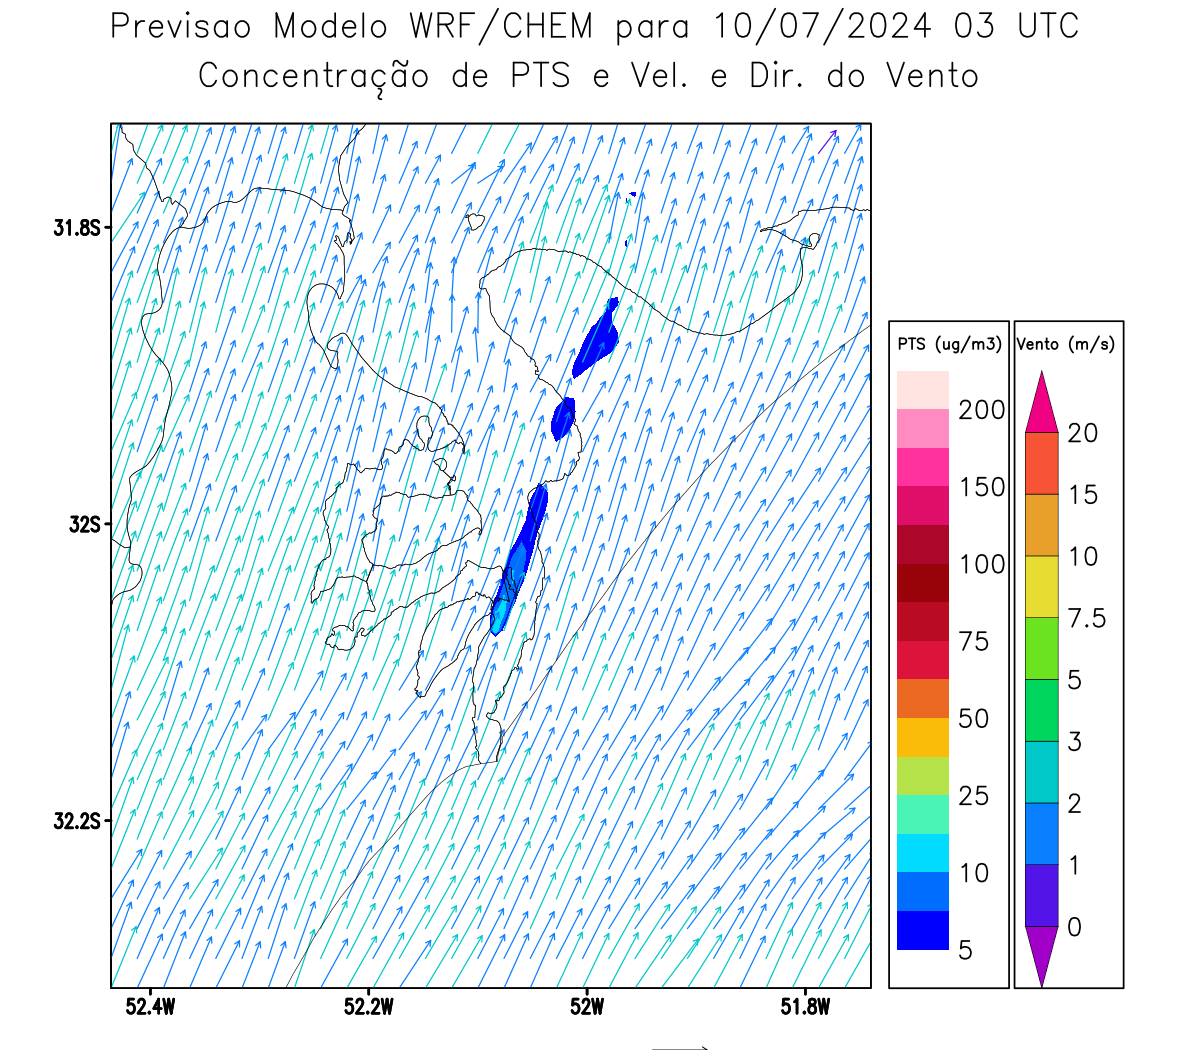 Previsao Modelo WRF/CHEM para 10/07/2024 03 UTC
Concentração de PTS e Vel. e Dir. do Vento
31.8S
32S
32.2S
52.4W
52.2W
52W
51.8W
PTS (ug/m3)
200
150
100
75
50
25
10
5
Vento (m/s)
20
15
10
7.5
5
3
2
1
0